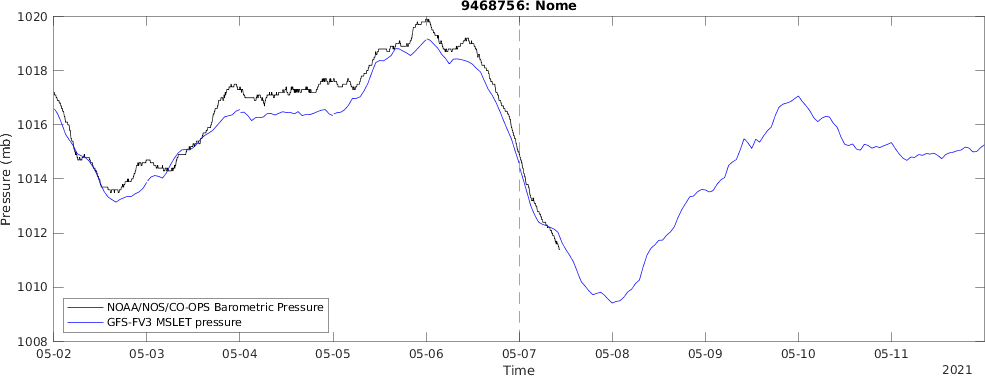 9468756: Nome
1020
1018
1016
1014
1012
1010
1008
Pressure (mb)
NOAA/NOS/CO-OPS Barometric Pressure
GFS-FV3 MSLET pressure
05-02 05-03 05-04 05-05 05-06 05-07 05-08 05-09 05-10 05-11
Time
2021